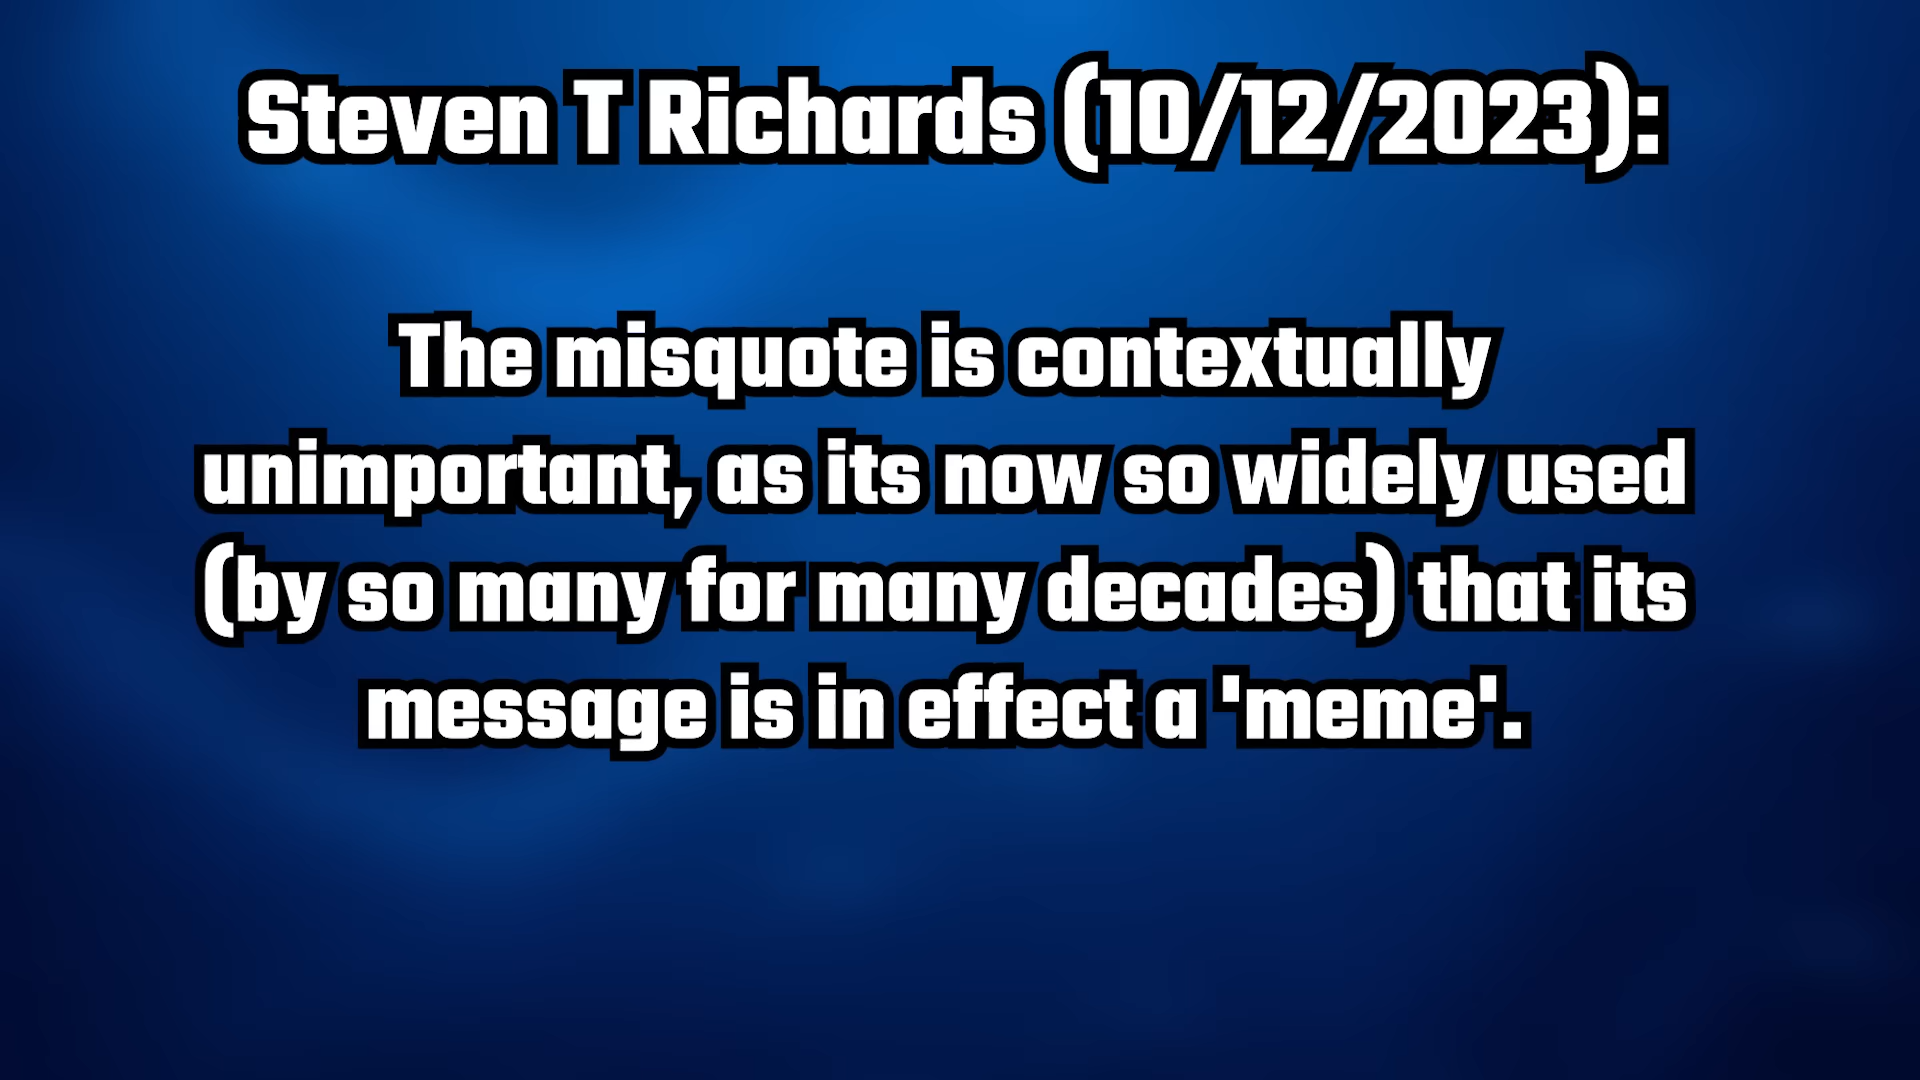 Steven T Richards (10/12/2023):
The misquote is contextually
unimportant, as its now so widely used
(by so many for many decades) that its
message is in effect a 'meme'.